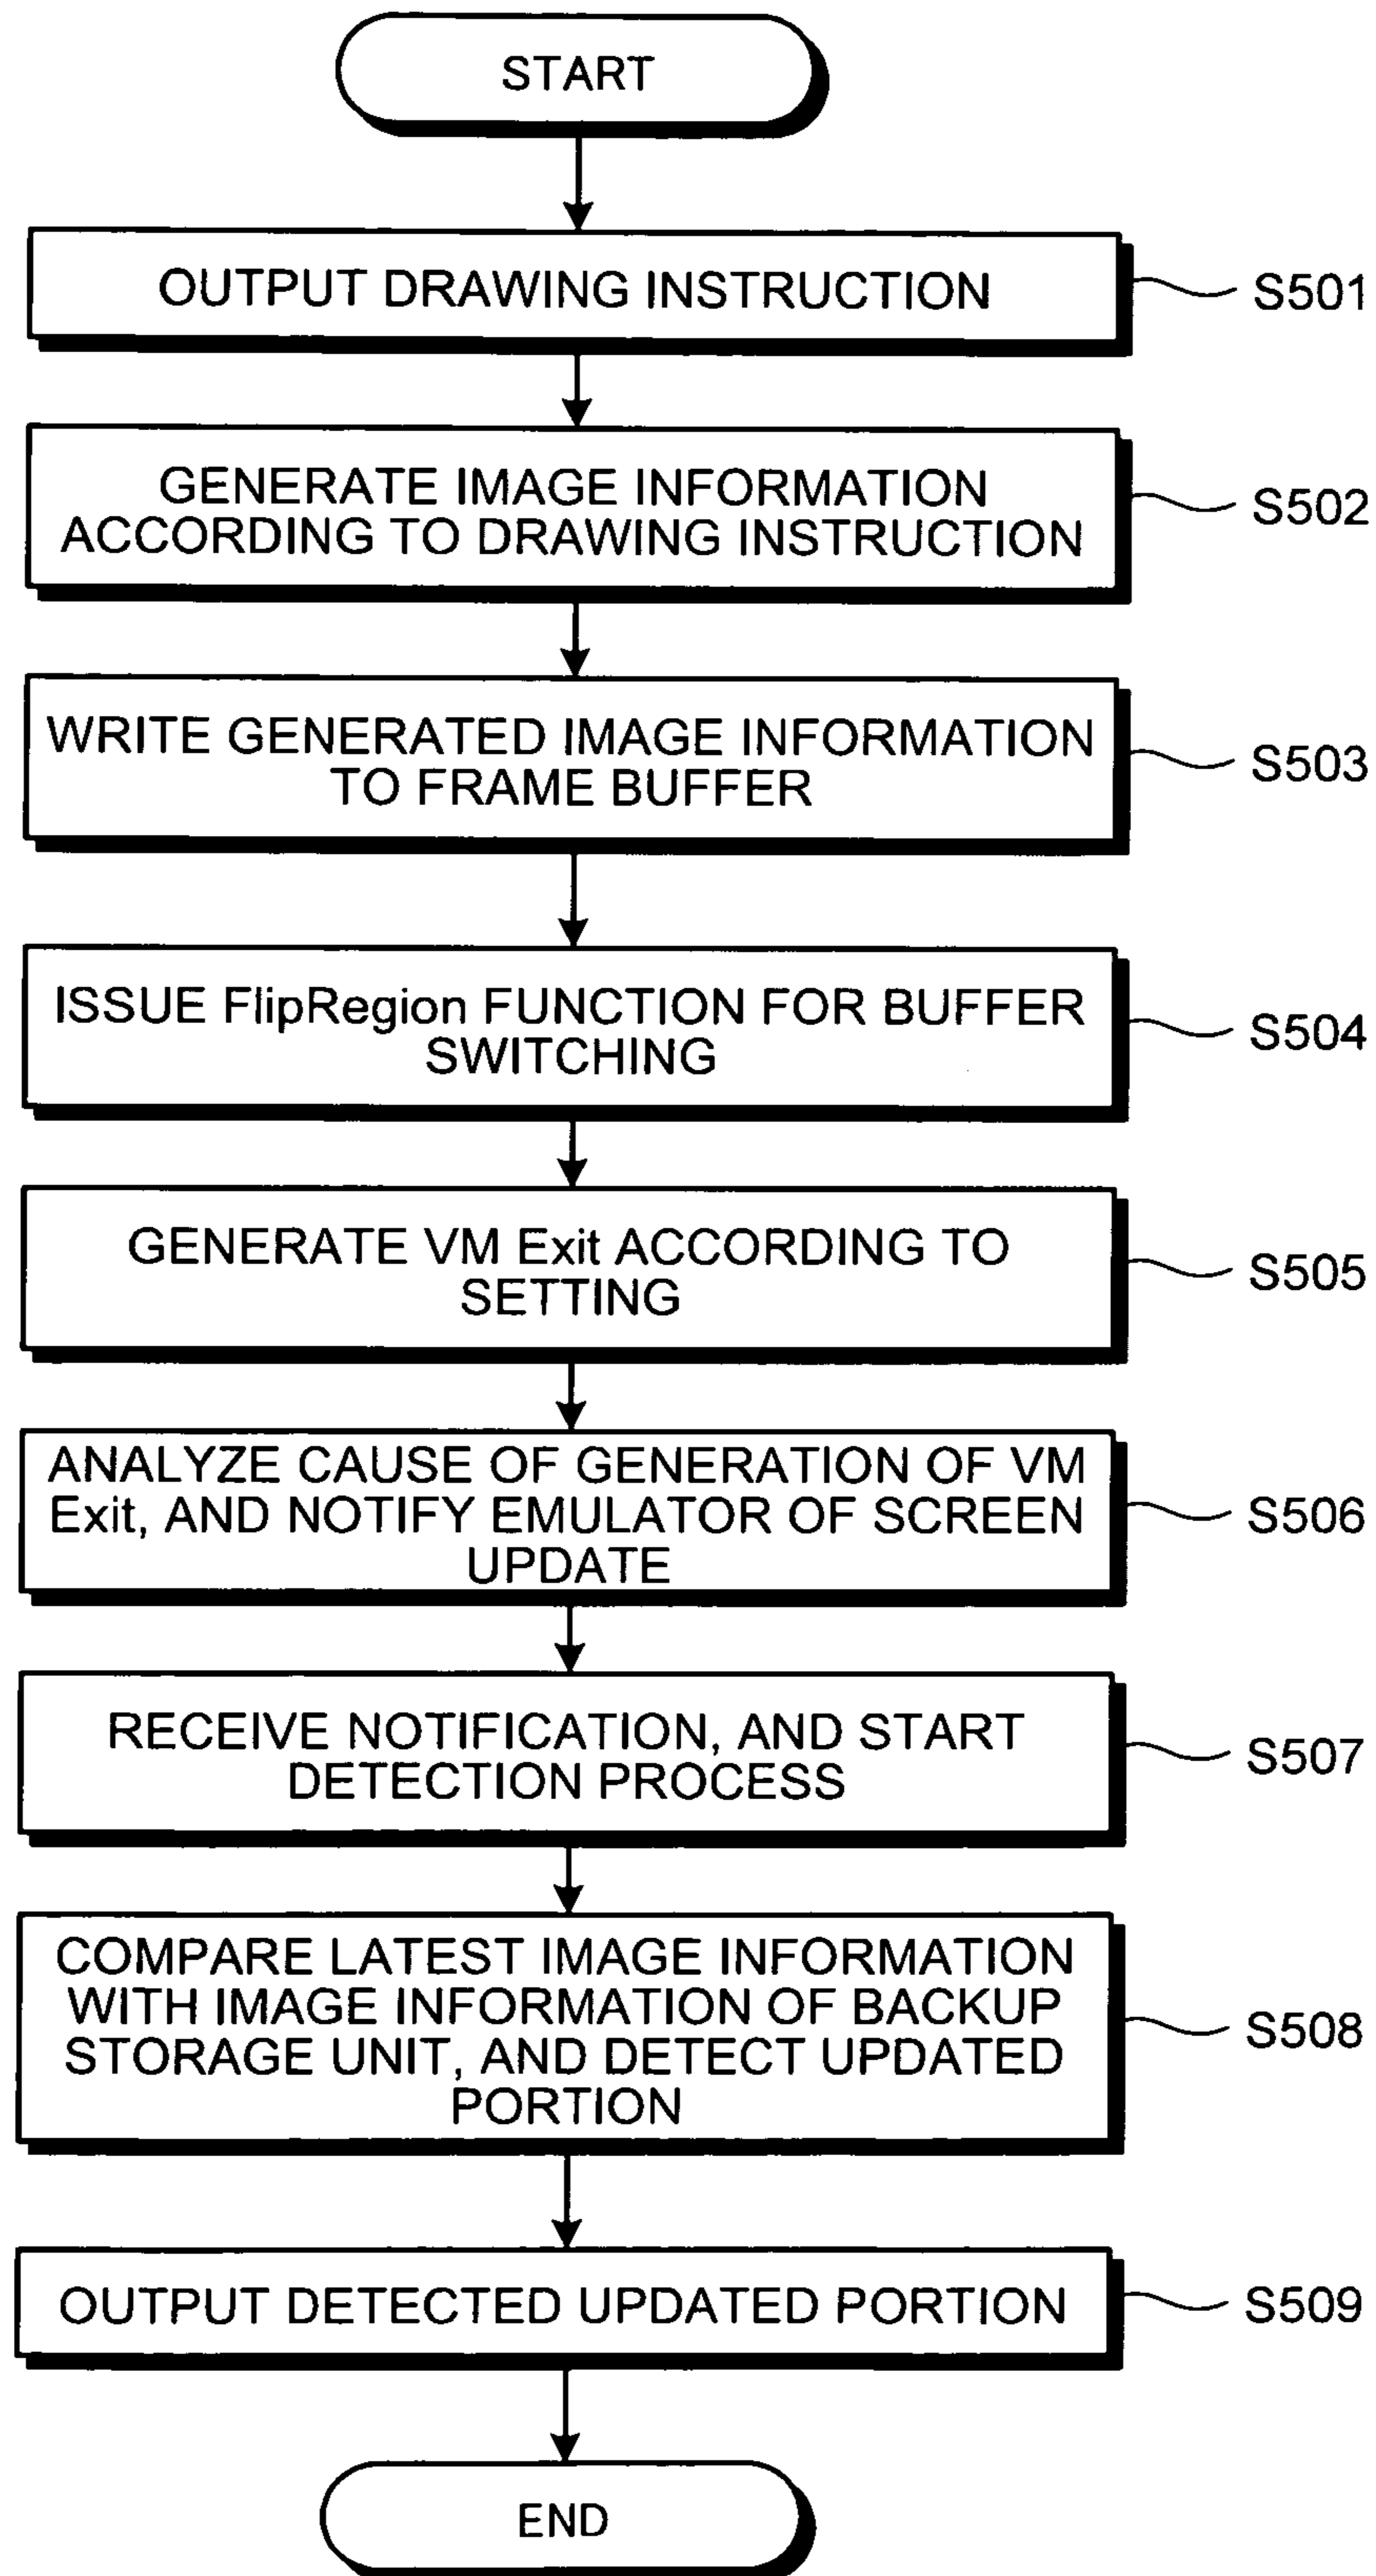 START
OUTPUT DRAWING INSTRUCTION
S501
GENERATE IMAGE INFORMATION
ACCORDING TO DRAWING INSTRUCTION
S502
WRITE GENERATED IMAGE INFORMATION
TO FRAME BUFFER
S503
ISSUE FlipRegion FUNCTION FOR BUFFER
SWITCHING
S504
GENERATE VM Exit ACCORDING TO
SETTING
S505
ANALYZE CAUSE OF GENERATION OF VM
Exit, AND NOTIFY EMULATOR OF SCREEN
UPDATE
S506
RECEIVE NOTIFICATION, AND START
DETECTION PROCESS
S507
COMPARE LATEST IMAGE INFORMATION
WITH IMAGE INFORMATION OF BACKUP
STORAGE UNIT, AND DETECT UPDATED
PORTION
S508
OUTPUT DETECTED UPDATED PORTION
S509
END